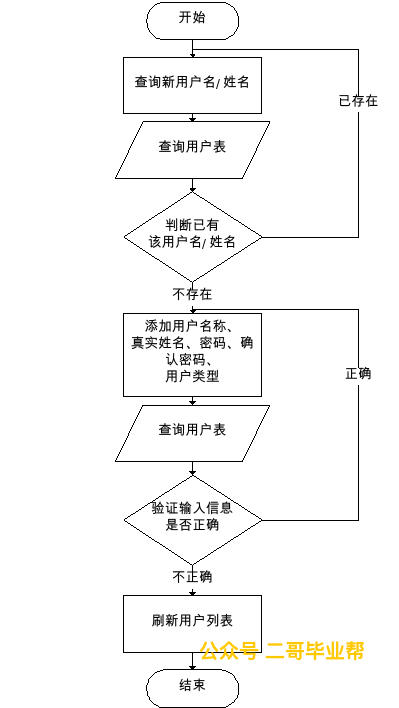 开始
查询新用户名/姓名
已存在
查询用户表
判断已有
该用户名/姓名
不存在
添加用户名称、
真实姓名、密码、确
认密码、
用户类型
正确
查询用户表
验证输入信息
是否正确
不正确
刷新用户列表
公众号 二哥毕业帮
结束